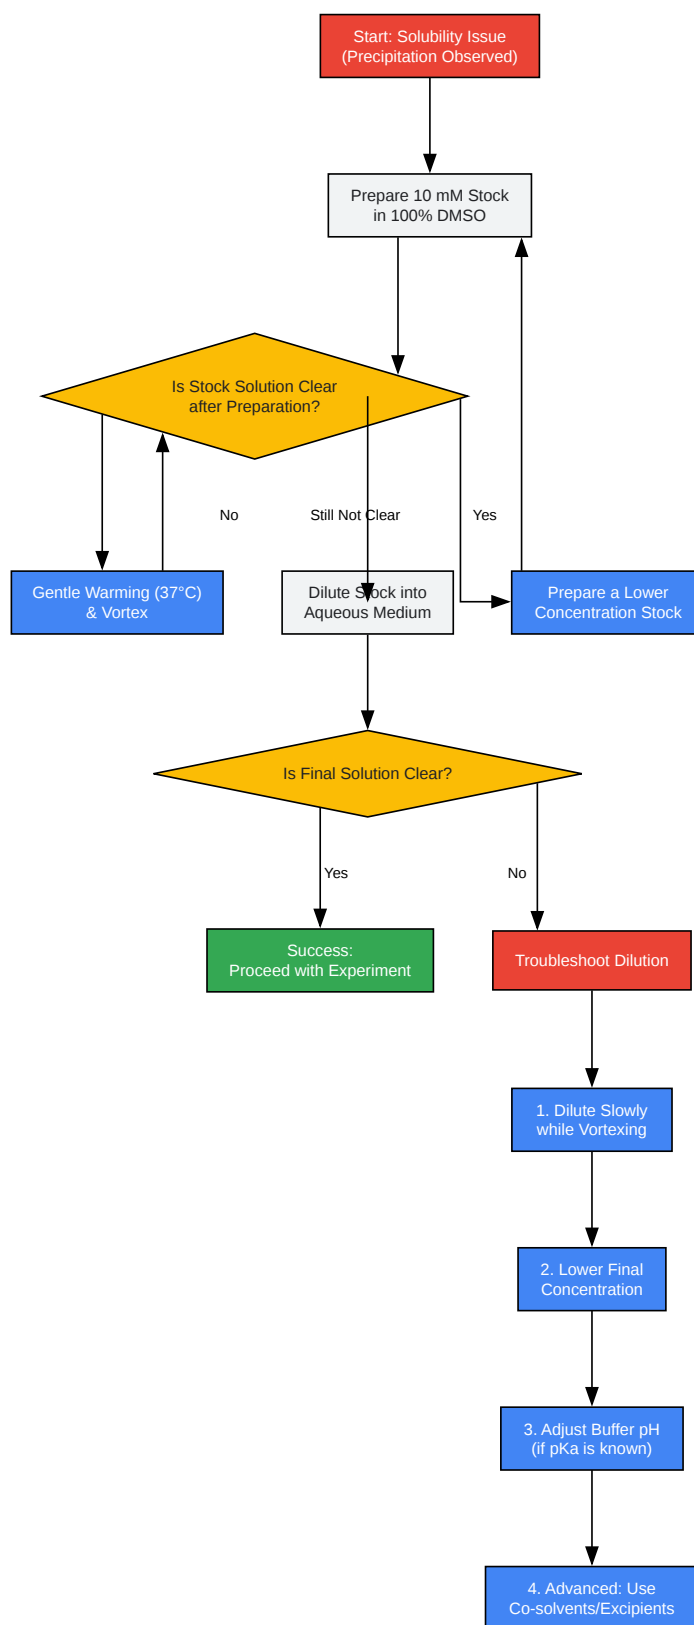 Start: Solubility Issue
(Precipitation Observed)
Prepare 10 mM Stock
in 100% DMSO
Is Stock Solution Clear
after Preparation?
No
Still Not Clear
Yes
Gentle Warming (37°C)
& Vortex
Dilute Stock into
Aqueous Medium
Prepare a Lower
Concentration Stock
Is Final Solution Clear?
Yes
No
Success:
Proceed with Experiment
Troubleshoot Dilution
1. Dilute Slowly
while Vortexing
2. Lower Final
Concentration
3. Adjust Buffer pH
(if pKa is known)
4. Advanced: Use
Co-solvents/Excipients